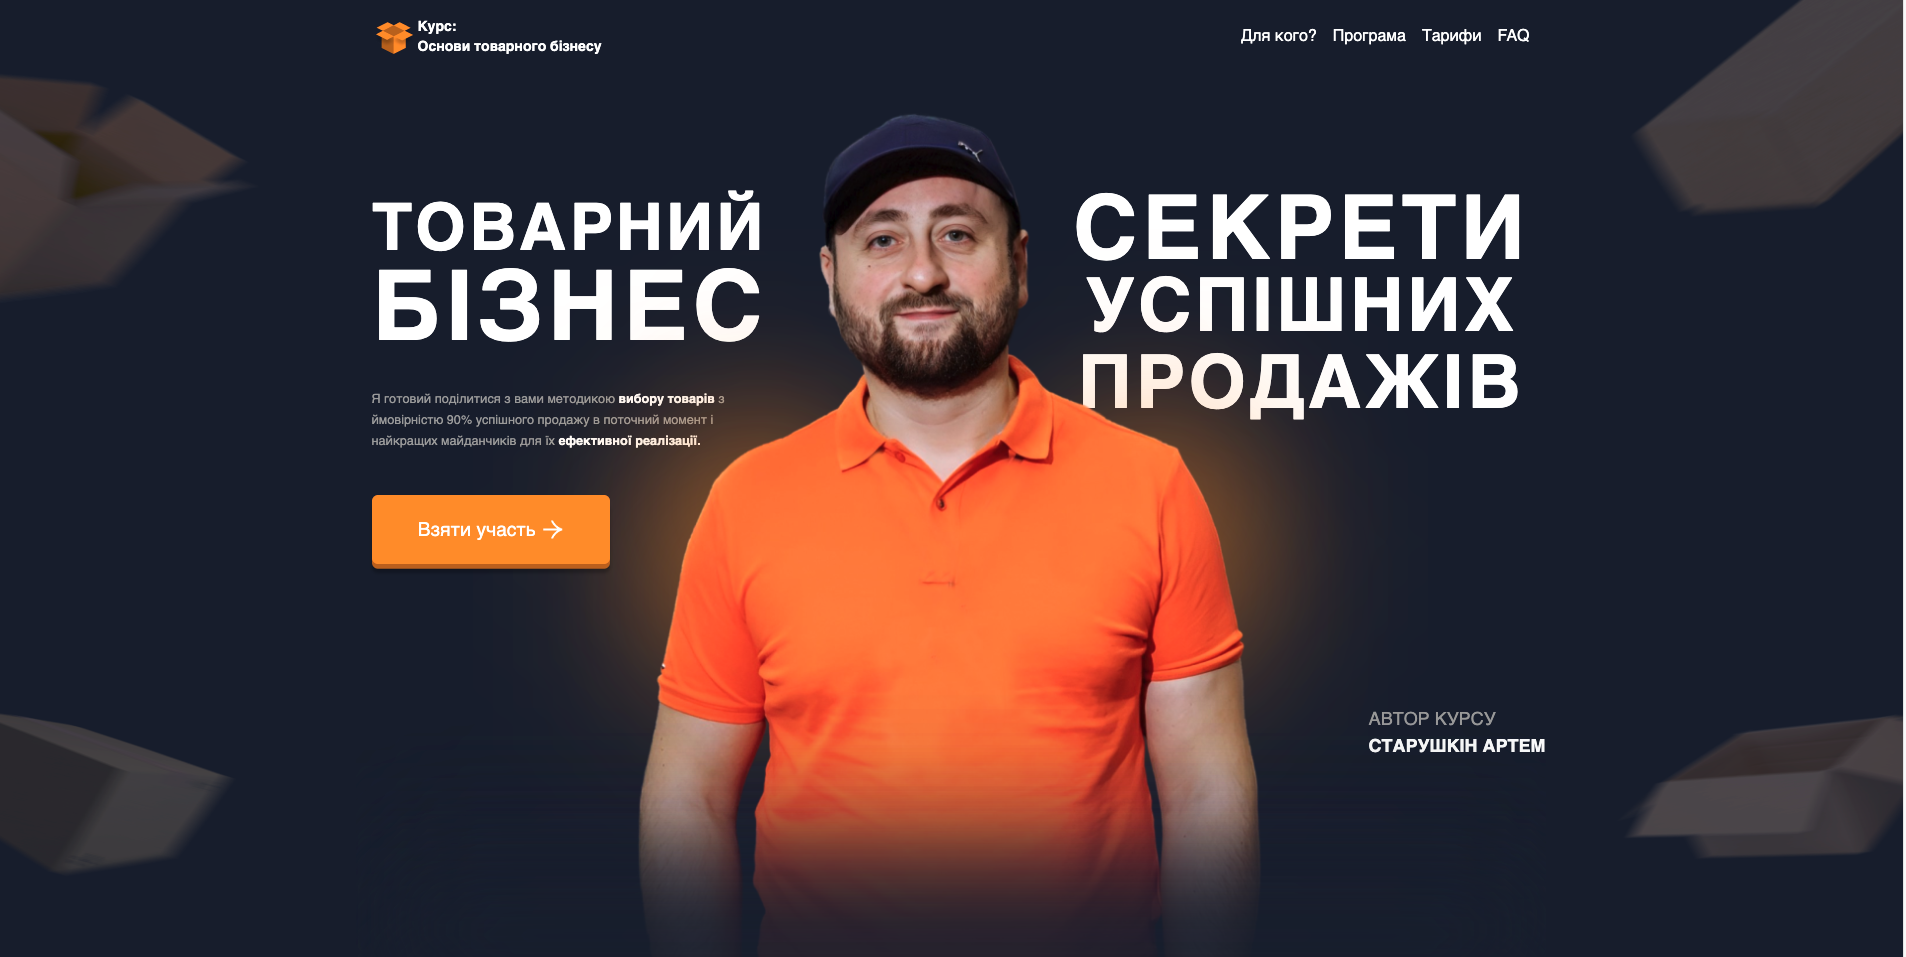 Курс:
Основи товарного бізнесу
Для кого? Програма Тарифи FAQ
ТОВАРНИЙ
БІЗНЕС
СЕКРЕТИ
УСПІШНИХ
ПРОДАЖІВ
Я готовий поділитися з вами методикою вибору товарів з
ймовірністю 90% успішного продажу в поточний момент і
найкращих майданчиків для їх ефективної реалізації.
Взяти участь →
АВТОР КУРСУ
СТАРУШКІН АРТЕМ